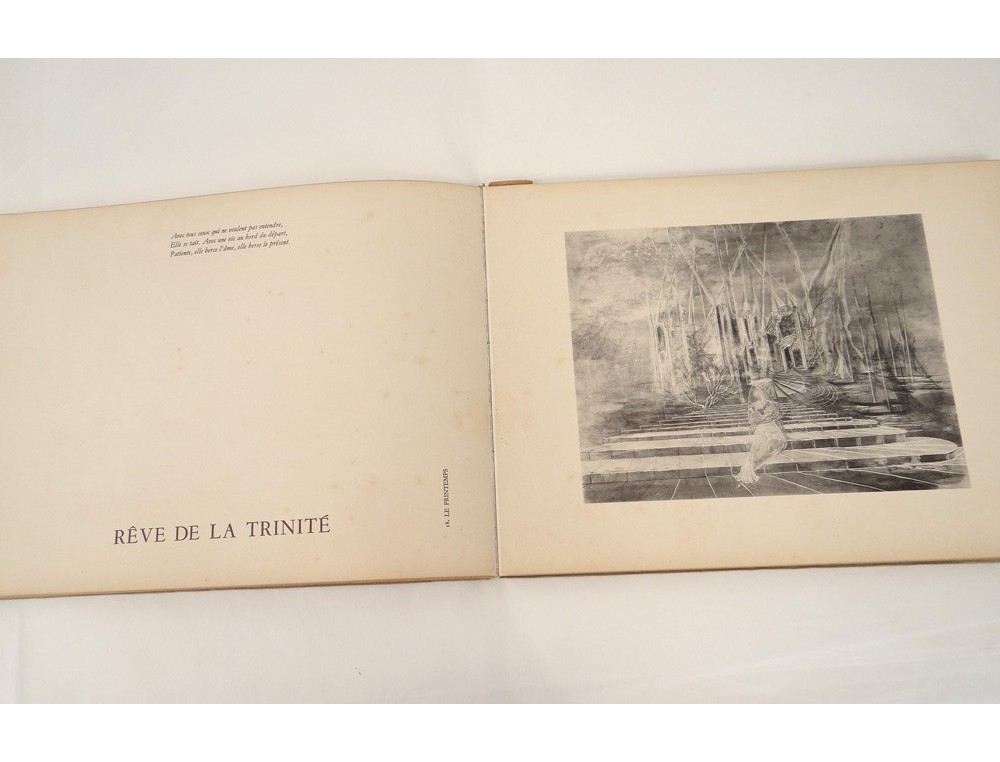 Avec tous ceux qui ne veulent pas entendre,
Elle se tait. Avec une vie au bord du départ,
Patiente, elle berce l'âme, elle berce le présent.
RÊVE DE LA TRINITÉ
18. LE PRINTEMPS